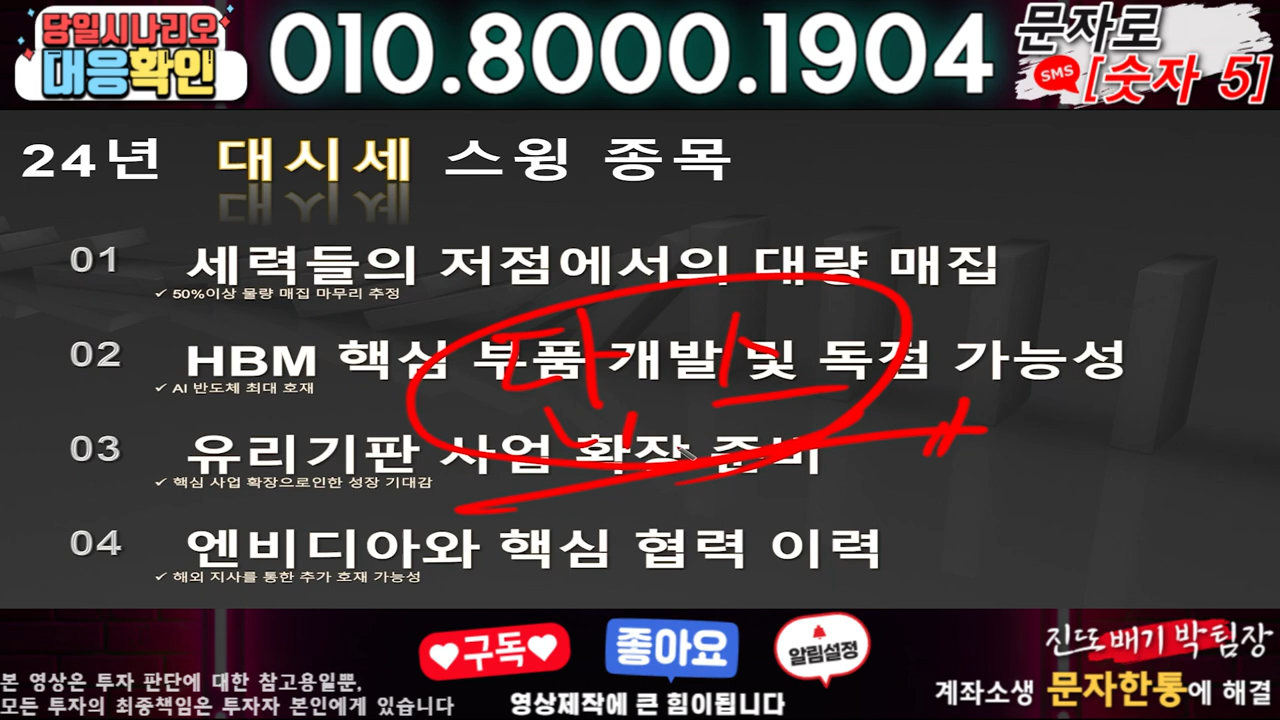 당일시나리오
대응확인
010.8000.1904
문자로
SMS
[숫자 5]
24년 대시세 스윙 종목
01 세력들의 저점에서의 대량 매집
✓ 50%이상 물량 매집 마무리 추정
02 HBM 핵심 부품 개발 및 독점 가능성
✓ AI 반도체 최대 호재
03 유리기판 사업 확장 준비
✓ 핵심 사업 확장으로인한 성장 기대감
04 엔비디아와 핵심 협력 이력
✓ 해외 지사를 통한 추가 호재 가능성
구독
좋아요
알림설정
영상제작에 큰 힘이됩니다
본 영상은 투자 판단에 대한 참고용일뿐,
모든 투자의 최종책임은 투자자 본인에게 있습니다
진또배기 박팀장
계좌소생 문자한통에 해결